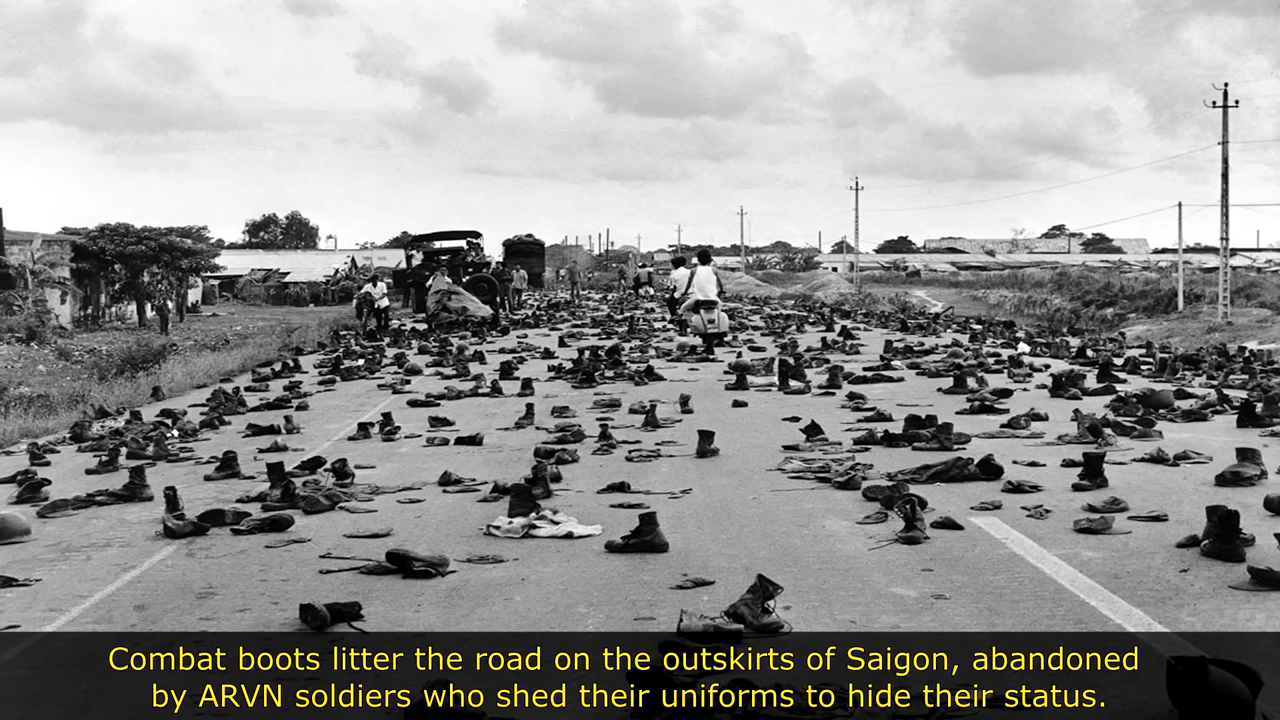 Combat boots litter the road on the outskirts of Saigon, abandoned
by ARVN soldiers who shed their uniforms to hide their status.